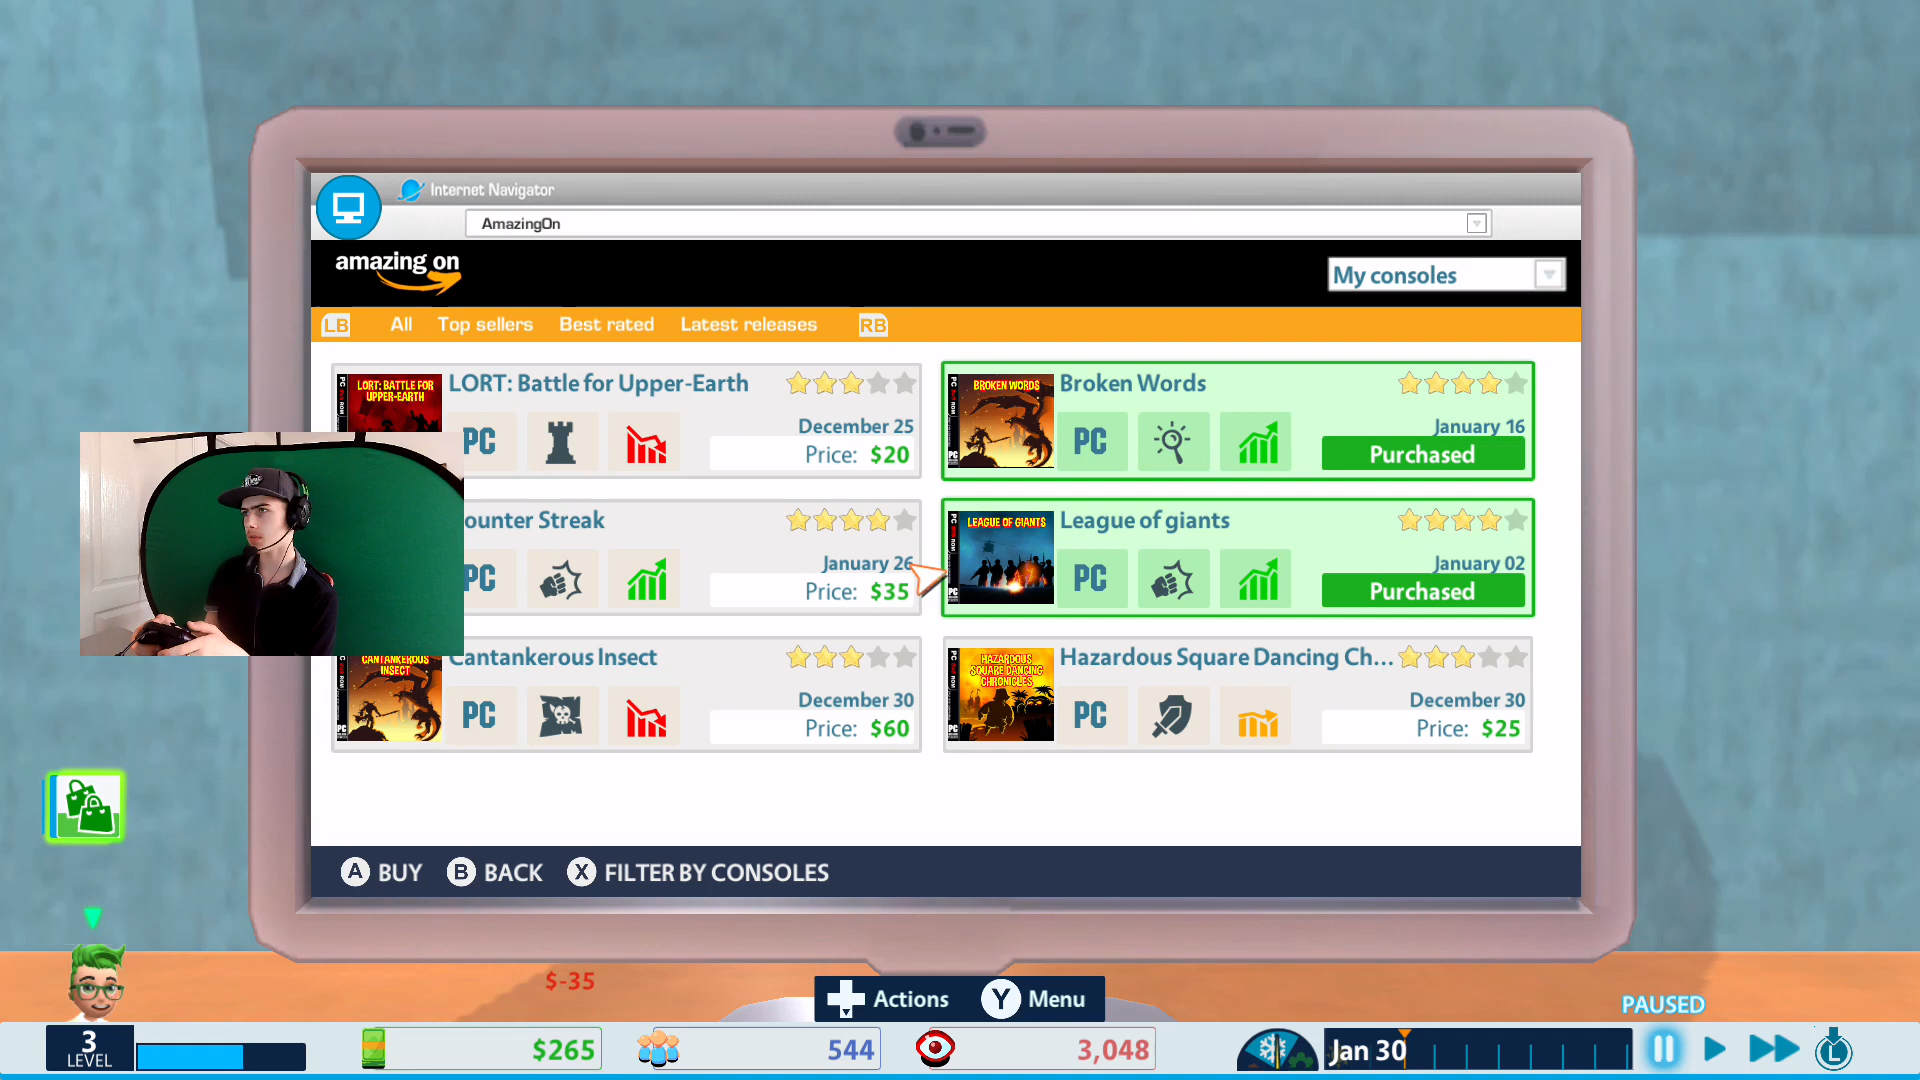 Internet Navigator
AmazingOn
amazing on
My consoles
LB All Top sellers Best rated Latest releases RB
LORT: BATTLE FOR
UPPER-EARTH
LORT: Battle for Upper-Earth
PC
December 25
Price: $20
BROKEN WORDS
Broken Words
PC
January 16
Purchased
ounter Streak
PC
January 26
Price: $35
LEAGUE OF GIANTS
League of giants
PC
January 02
Purchased
CANTANKEROUS
INSECT
Cantankerous Insect
PC
December 30
Price: $60
HAZARDOUS
SQUARE DANCING
CHRONICLES
Hazardous Square Dancing Ch...
PC
December 30
Price: $25
A BUY B BACK X FILTER BY CONSOLES
$-35
Actions Y Menu
PAUSED
3
LEVEL
$265
544
3,048
Jan 30
L